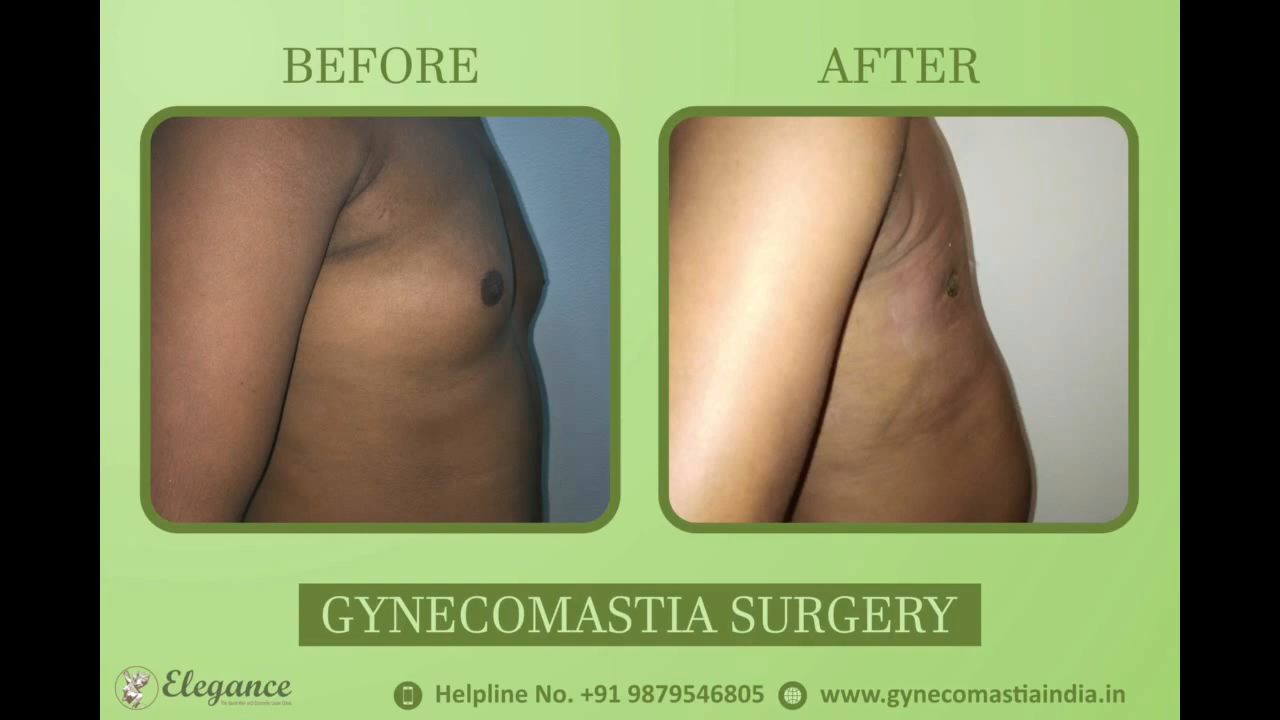 BEFORE
AFTER
GYNECOMASTIA SURGERY
Elegance
Helpline No. +91 9879546805
www.gynecomastiaindia.in